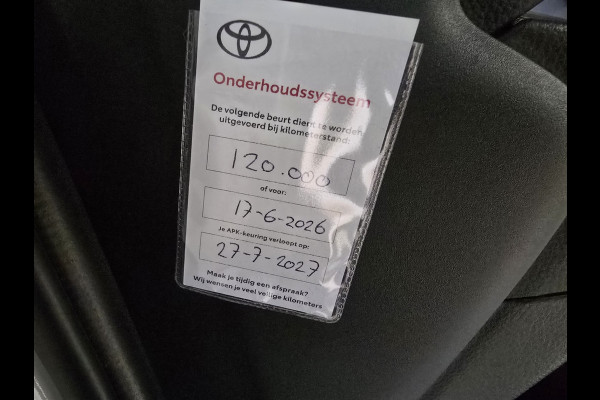 Onderhoudssysteem
De volgende beurt dient te worden
uitgevoerd bij kilometerstand:
120.000
of voor:
17-6-2026
Je APK-keuring verloopt op:
27-7-2027
Maak je tijdig een afspraak?
Wij wensen je veel veilige kilometers